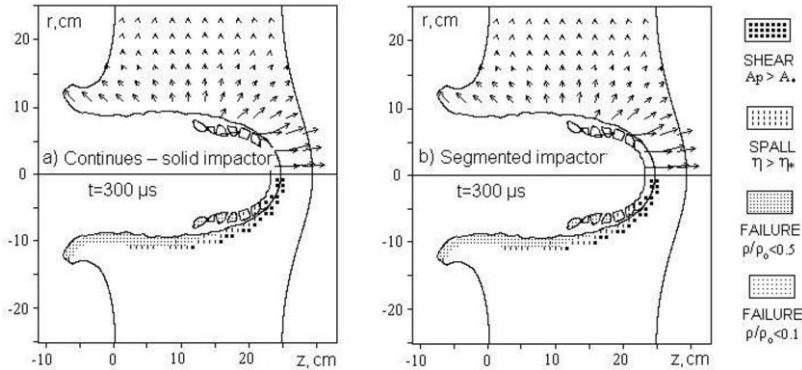 r,cm
20
10
0
-10
-20
a) Continues – solid impactor
t=300 µs
-10 0 10 20 z, cm
r,cm
20
10
0
-10
-20
b) Segmented impactor
t=300 µs
-10 0 10 20 z, cm
SHEAR
Ap > A*
SPALL
η > η*
FAILURE
ρ/ρo<0.5
FAILURE
ρ/ρo<0.1